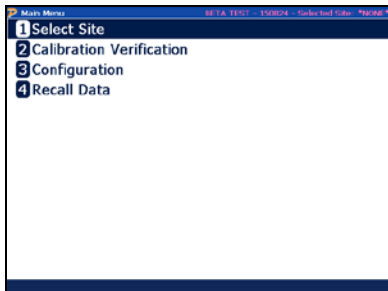 Main Menu BETA TEST - 150824 - Selected Site: *NONE*
1 Select Site
2 Calibration Verification
3 Configuration
4 Recall Data